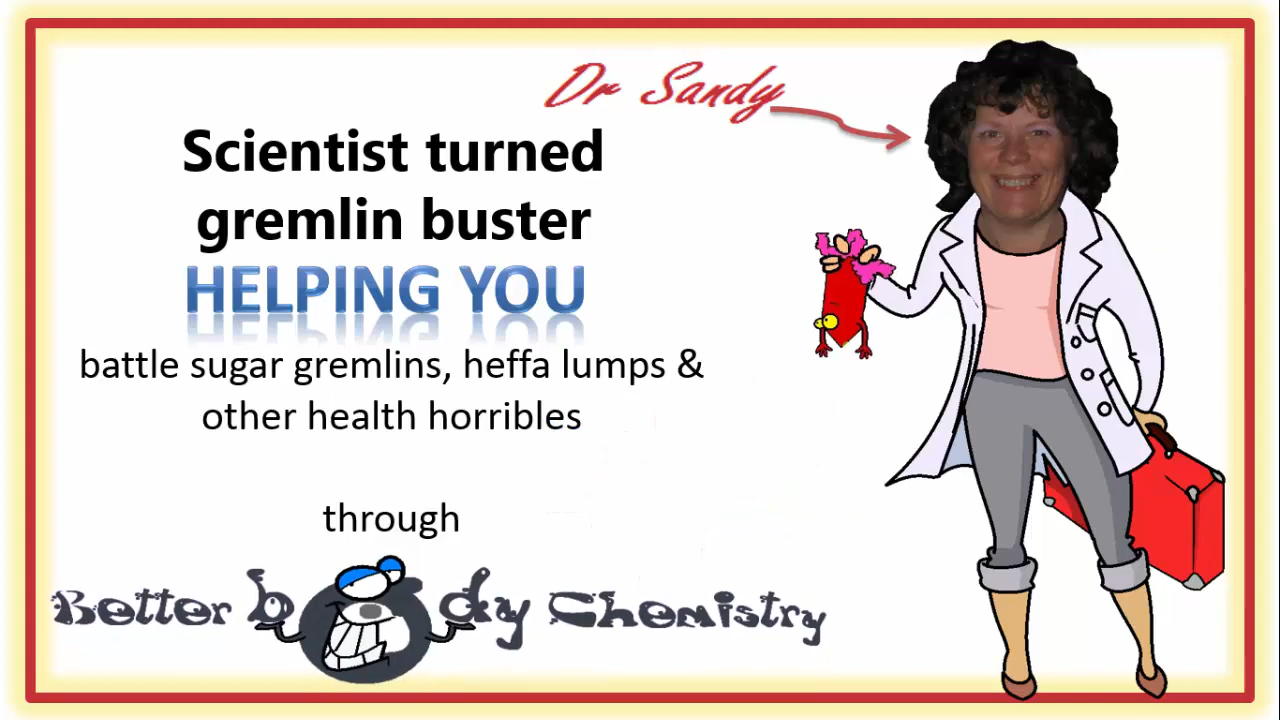 Dr Sandy
Scientist turned
gremlin buster
HELPING YOU
battle sugar gremlins, heffa lumps &
other health horribles
through
Better body Chemistry